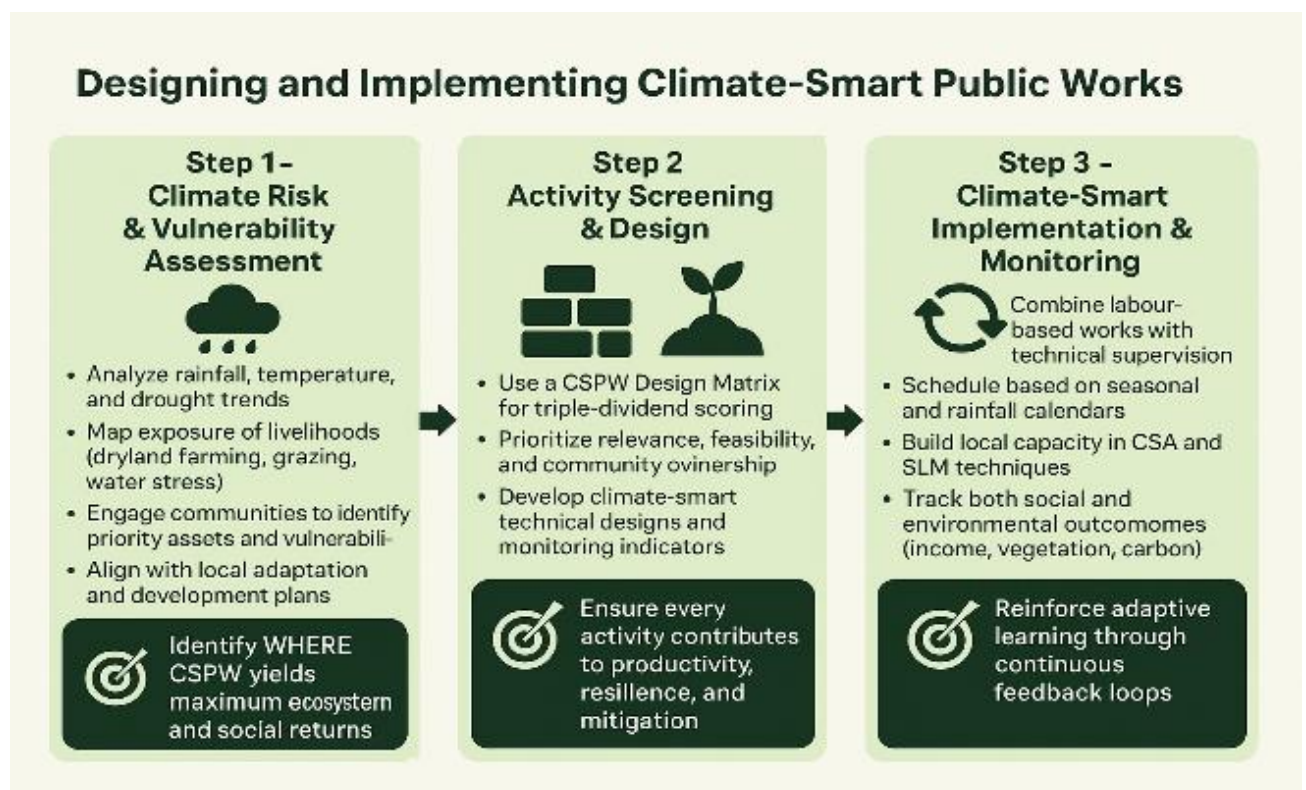 Designing and Implementing Climate-Smart Public Works
Step 1–
Climate Risk
& Vulnerability
Assessment
• Analyze rainfall, temperature,
and drought trends
• Map exposure of livelihoods
(dryland farming, grazing,
water stress)
• Engage communities to identify
priority assets and vulnerabili-
• Align with local adaptation
and development plans
Identify WHERE
CSPW yields
maximum ecosystem
and social returns
Step 2
Activity Screening
& Design
• Use a CSPW Design Matrix
for triple-dividend scoring
• Prioritize relevance, feasibility,
and community ovinership
• Develop climate-smart
technical designs and
monitoring indicators
Ensure every
activity contributes
to productivity,
resillence, and
mitigation
Step 3 –
Climate-Smart
Implementation &
Monitoring
Combine labour-
based works with
technical supervision
• Schedule based on seasonal
and rainfall calendars
• Build local capacity in CSA and
SLM techniques
• Track both social and
environmental outcomomes
(income, vegetation, carbon)
Reinforce adaptive
learning through
continuous
feedback loops